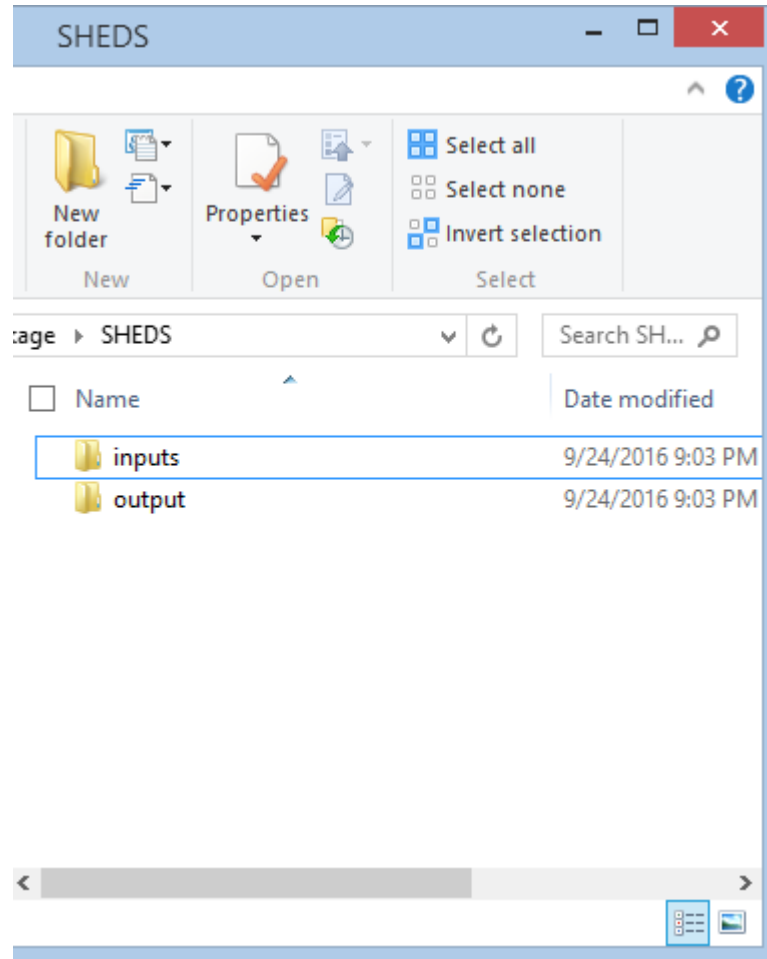 SHEDS
New
folder
Properties
Select all
Select none
Invert selection
New
Open
Select
SHEDS
Search SH...
Name
Date modified
inputs
9/24/2016 9:03 PM
output
9/24/2016 9:03 PM